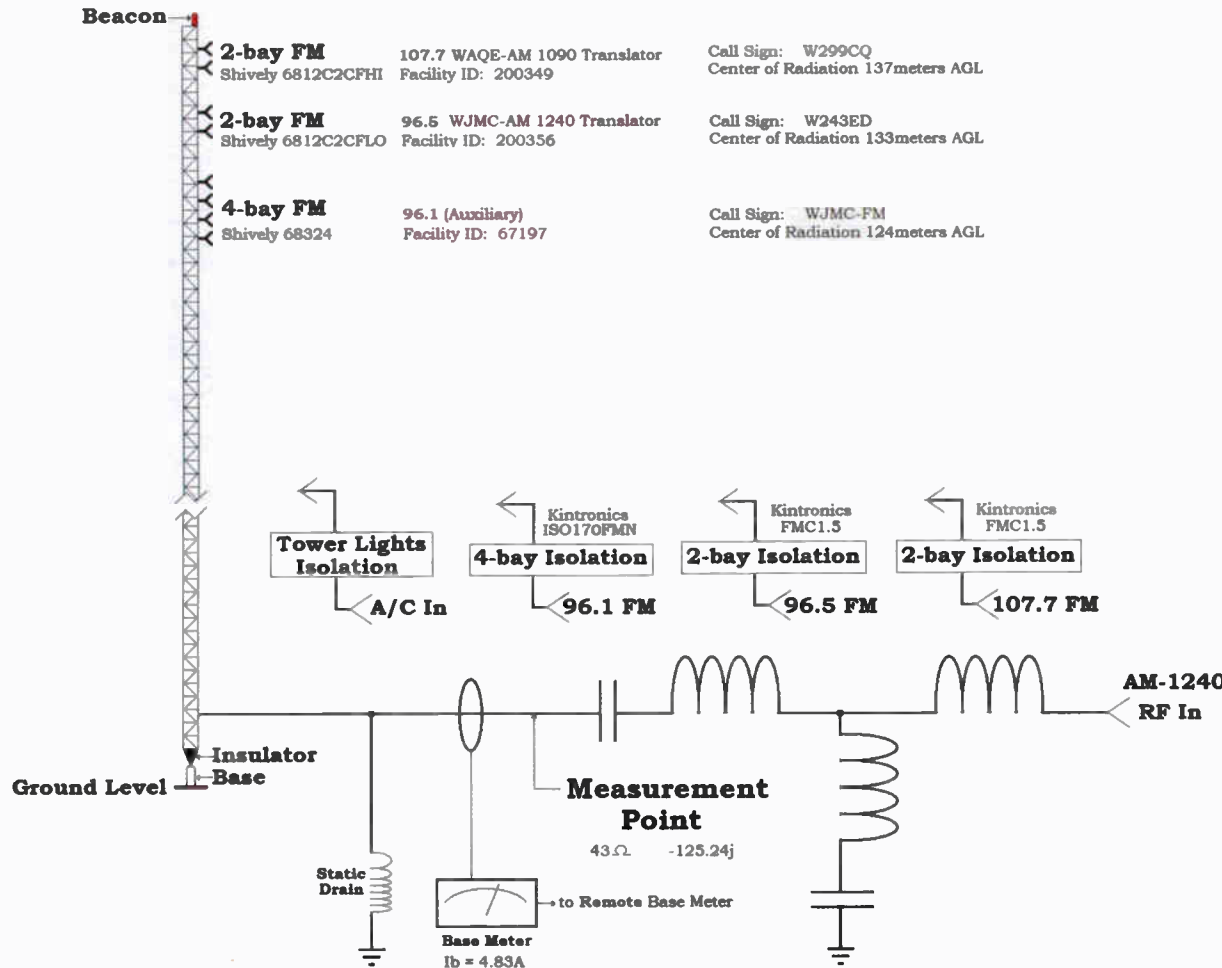 Beacon
2-bay FM 107.7 WAQE-AM 1090 Translator Call Sign: W299CQ
Shively 6812C2CFHI Facility ID: 200349 Center of Radiation 137meters AGL
2-bay FM 96.5 WJMC-AM 1240 Translator Call Sign: W243ED
Shively 6812C2CFLO Facility ID: 200356 Center of Radiation 133meters AGL
4-bay FM 96.1 (Auxiliary) Call Sign: WJMC-FM
Shively 68324 Facility ID: 67197 Center of Radiation 124meters AGL
Kintronics
ISO170FMN
Kintronics
FMC1.5
Kintronics
FMC1.5
Tower Lights
Isolation
4-bay Isolation
2-bay Isolation
2-bay Isolation
A/C In
96.1 FM
96.5 FM
107.7 FM
AM-1240
RF In
Insulator
Base
Ground Level
Measurement
Point
43Ω -125.24j
Static
Drain
to Remote Base Meter
Base Meter
Ib = 4.83A